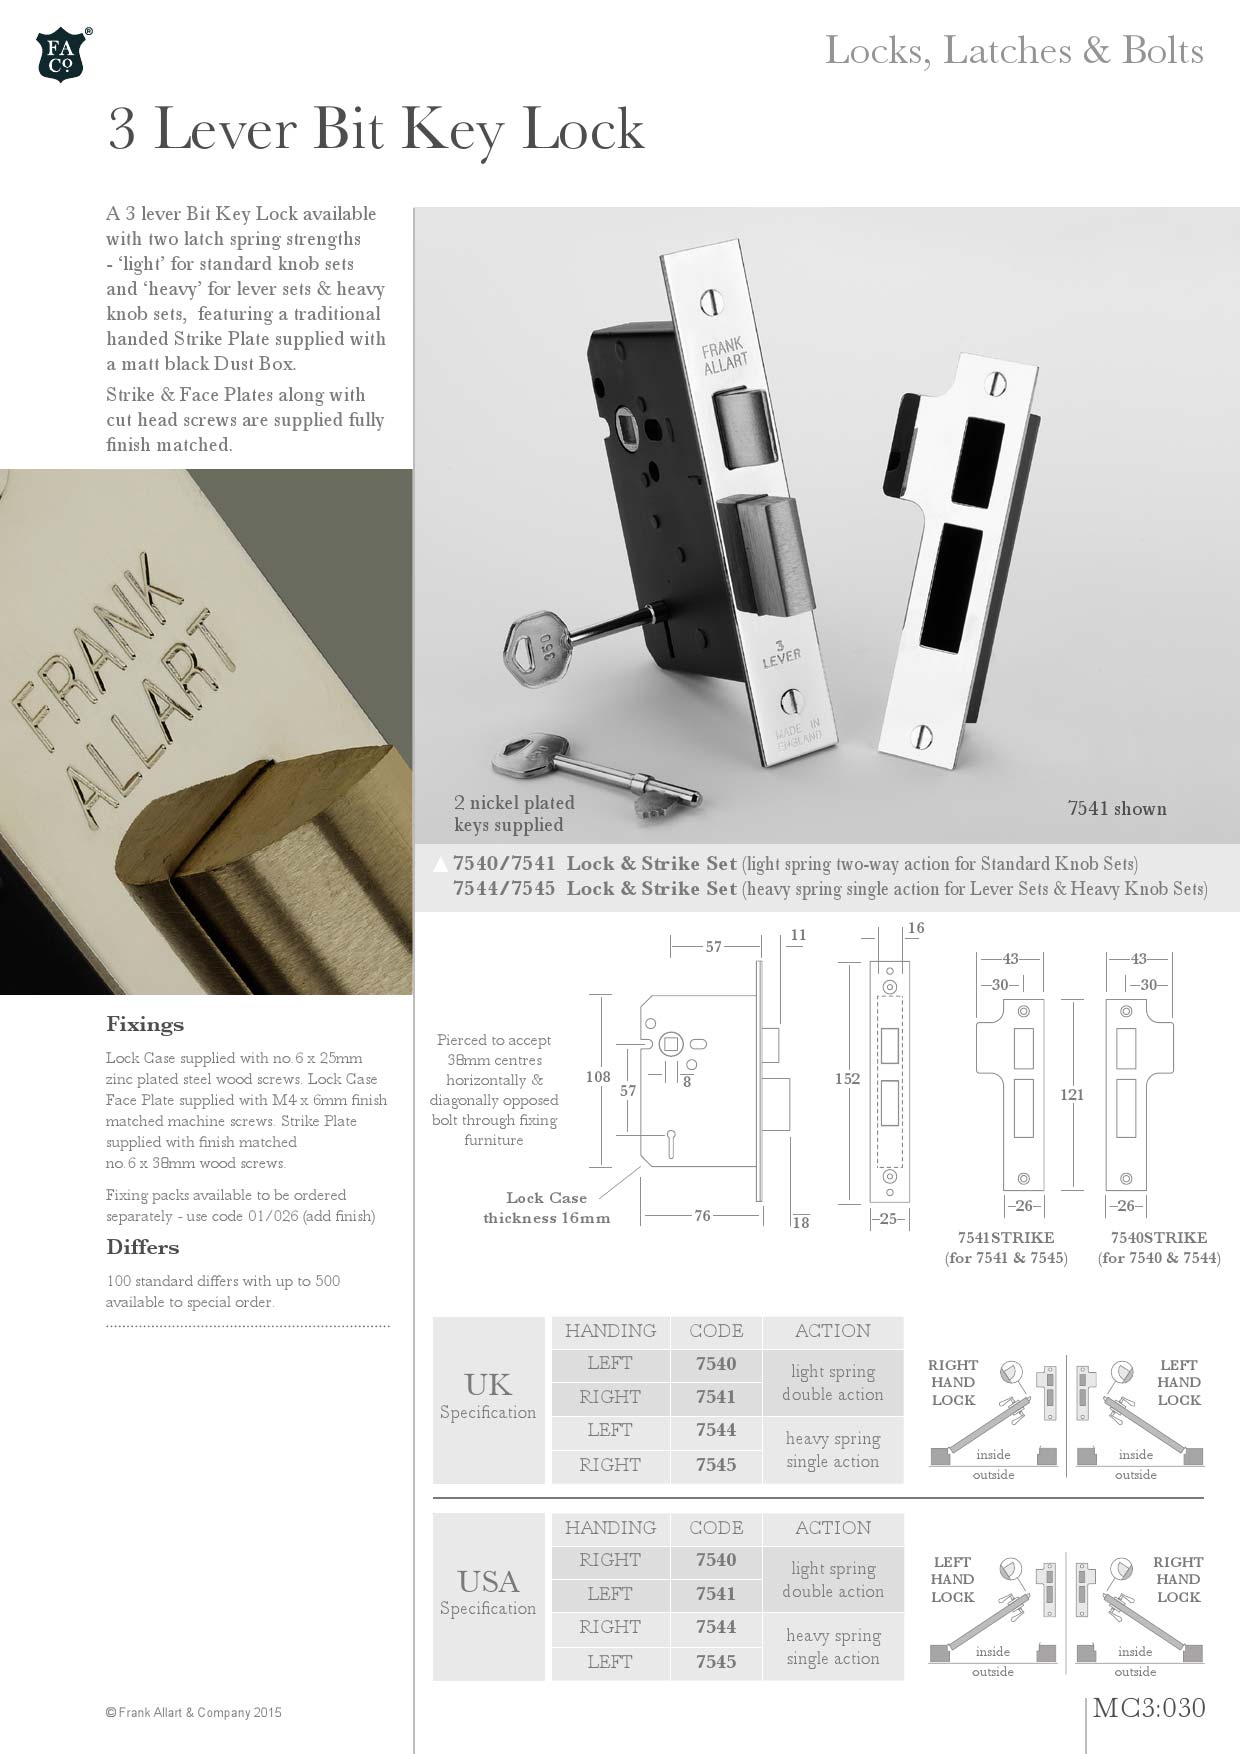 FA
Co.
®
Locks, Latches & Bolts
3 Lever Bit Key Lock
A 3 lever Bit Key Lock available
with two latch spring strengths
- ‘light’ for standard knob sets
and ‘heavy’ for lever sets & heavy
knob sets, featuring a traditional
handed Strike Plate supplied with
a matt black Dust Box.
Strike & Face Plates along with
cut head screws are supplied fully
finish matched.
FRANK
ALLART
FRANK
ALLART
3
LEVER
MADE IN
ENGLAND
350
2 nickel plated
keys supplied
7541 shown
7540/7541 Lock & Strike Set (light spring two-way action for Standard Knob Sets)
7544/7545 Lock & Strike Set (heavy spring single action for Lever Sets & Heavy Knob Sets)
Fixings
Lock Case supplied with no.6 x 25mm
zinc plated steel wood screws. Lock Case
Face Plate supplied with M4 x 6mm finish
matched machine screws. Strike Plate
supplied with finish matched
no.6 x 38mm wood screws.
Fixing packs available to be ordered
separately - use code 01/026 (add finish)
Differs
100 standard differs with up to 500
available to special order.
Pierced to accept
38mm centres
horizontally &
diagonally opposed
bolt through fixing
furniture
57
11
108
57
8
Lock Case
thickness 16mm
76
18
16
152
25
43
30
121
26
7541STRIKE
(for 7541 & 7545)
43
30
26
7540STRIKE
(for 7540 & 7544)
UK
Specification
HANDING CODE ACTION
LEFT 7540
light spring
double action
RIGHT 7541
LEFT 7544
heavy spring
single action
RIGHT 7545
RIGHT
HAND
LOCK
inside
outside
LEFT
HAND
LOCK
inside
outside
USA
Specification
HANDING CODE ACTION
RIGHT 7540
light spring
double action
LEFT 7541
RIGHT 7544
heavy spring
single action
LEFT 7545
LEFT
HAND
LOCK
inside
outside
RIGHT
HAND
LOCK
inside
outside
© Frank Allart & Company 2015
MC3:030